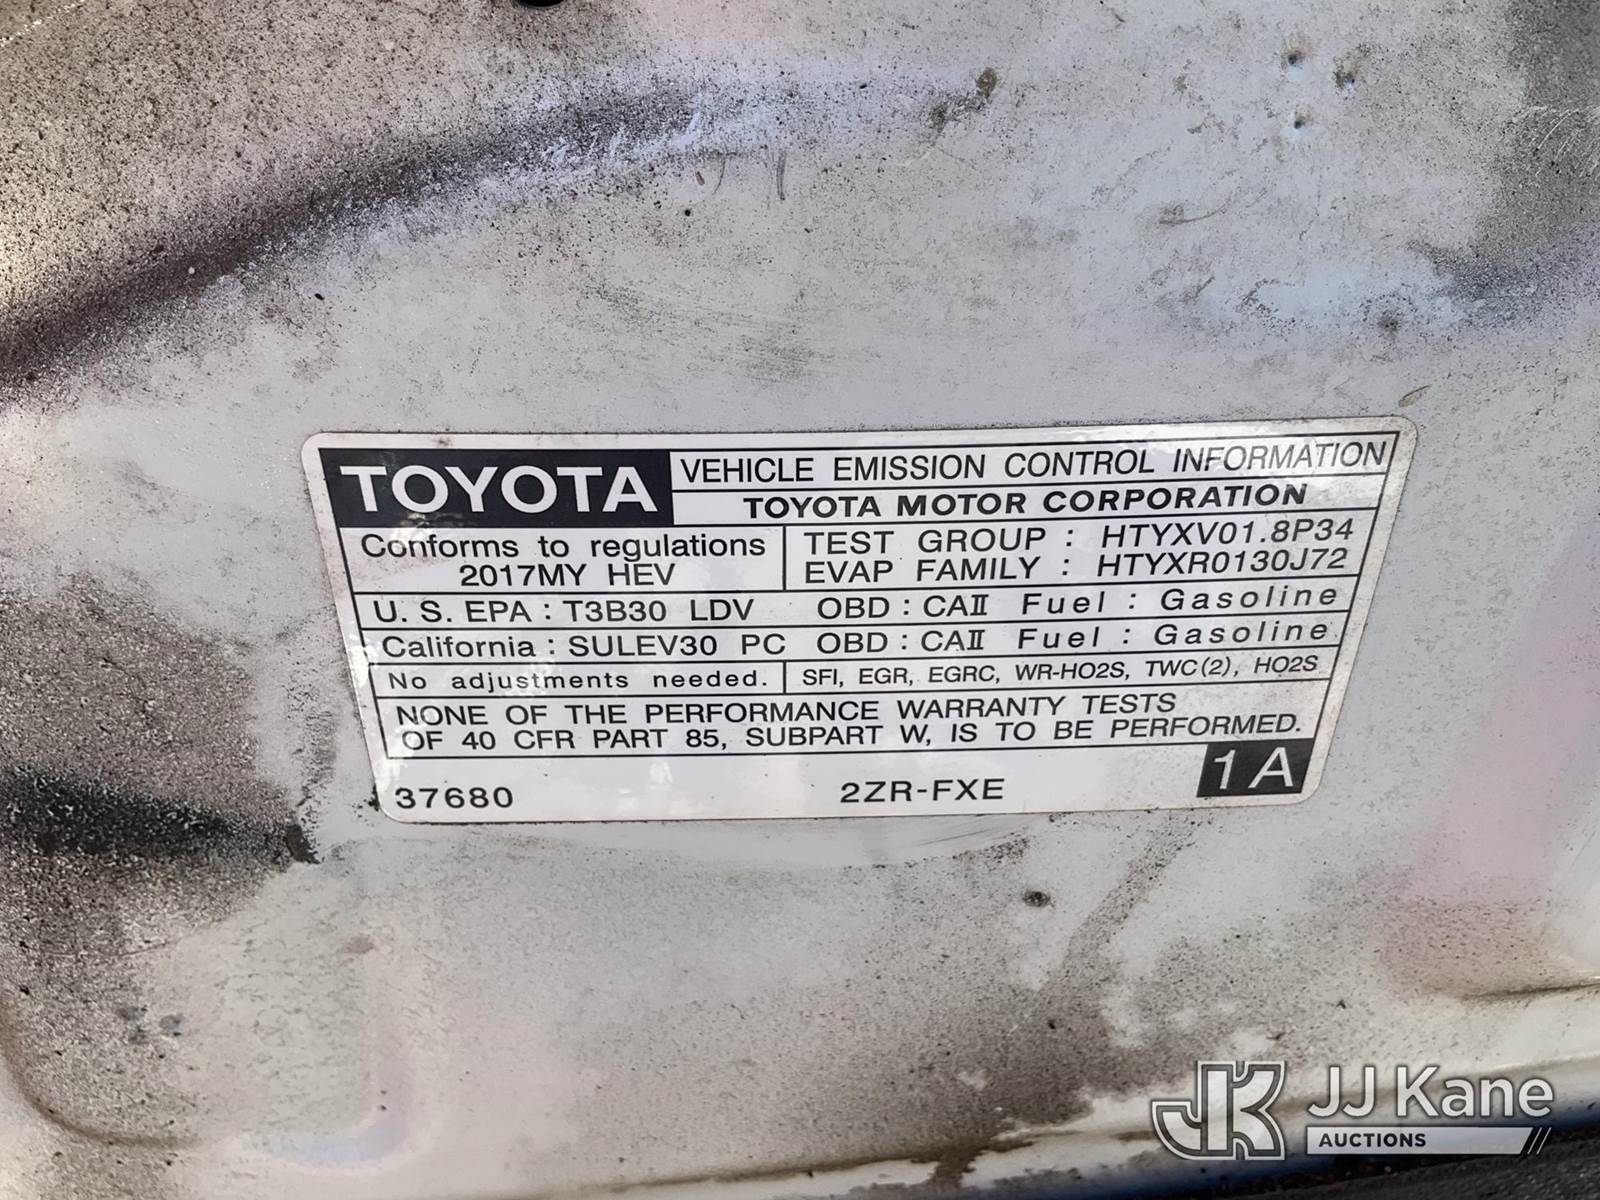 TOYOTA VEHICLE EMISSION CONTROL INFORMATION
TOYOTA MOTOR CORPORATION
Conforms to regulations
2017MY HEV
TEST GROUP : HTYXV01.8P34
EVAP FAMILY : HTYXR0130J72
U. S. EPA : T3B30 LDV OBD : CAⅡ Fuel : Gasoline
California : SULEV30 PC OBD : CAⅡ Fuel : Gasoline
No adjustments needed. SFI, EGR, EGRC, WR-HO2S, TWC(2), HO2S
NONE OF THE PERFORMANCE WARRANTY TESTS
OF 40 CFR PART 85, SUBPART W, IS TO BE PERFORMED.
37680 2ZR-FXE 1A
JK JJ Kane
AUCTIONS